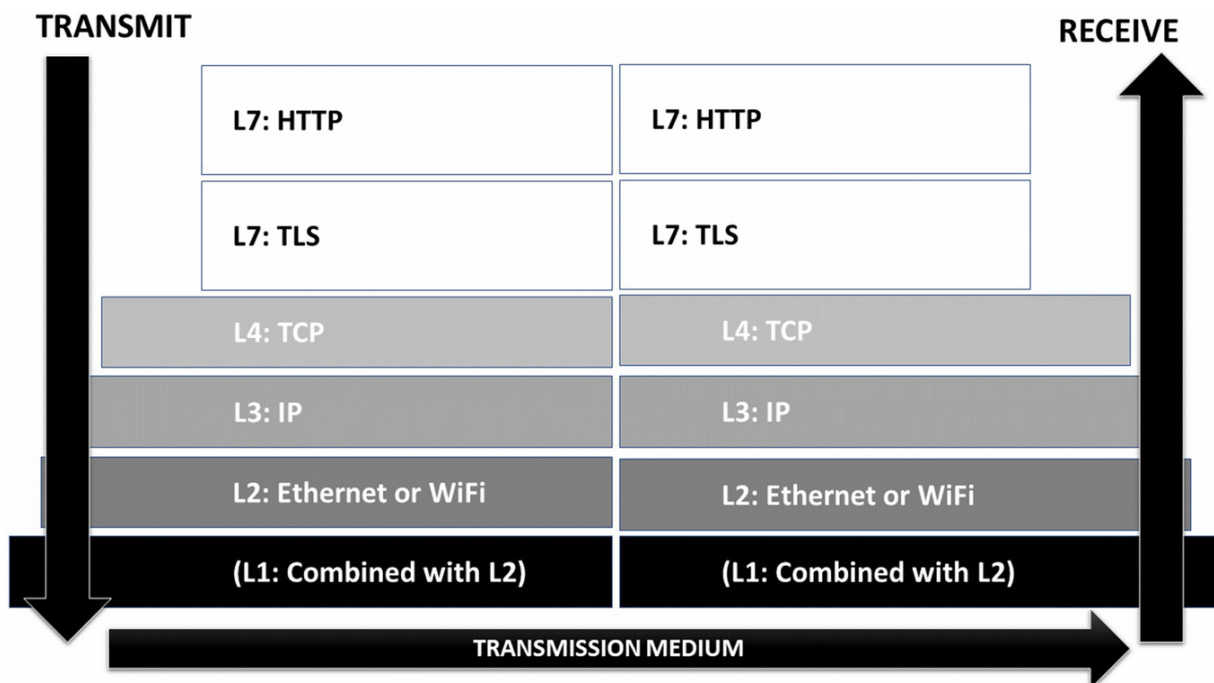 TRANSMIT
RECEIVE
L7: HTTP
L7: HTTP
L7: TLS
L7: TLS
L4: TCP
L4: TCP
L3: IP
L3: IP
L2: Ethernet or WiFi
L2: Ethernet or WiFi
(L1: Combined with L2)
(L1: Combined with L2)
TRANSMISSION MEDIUM